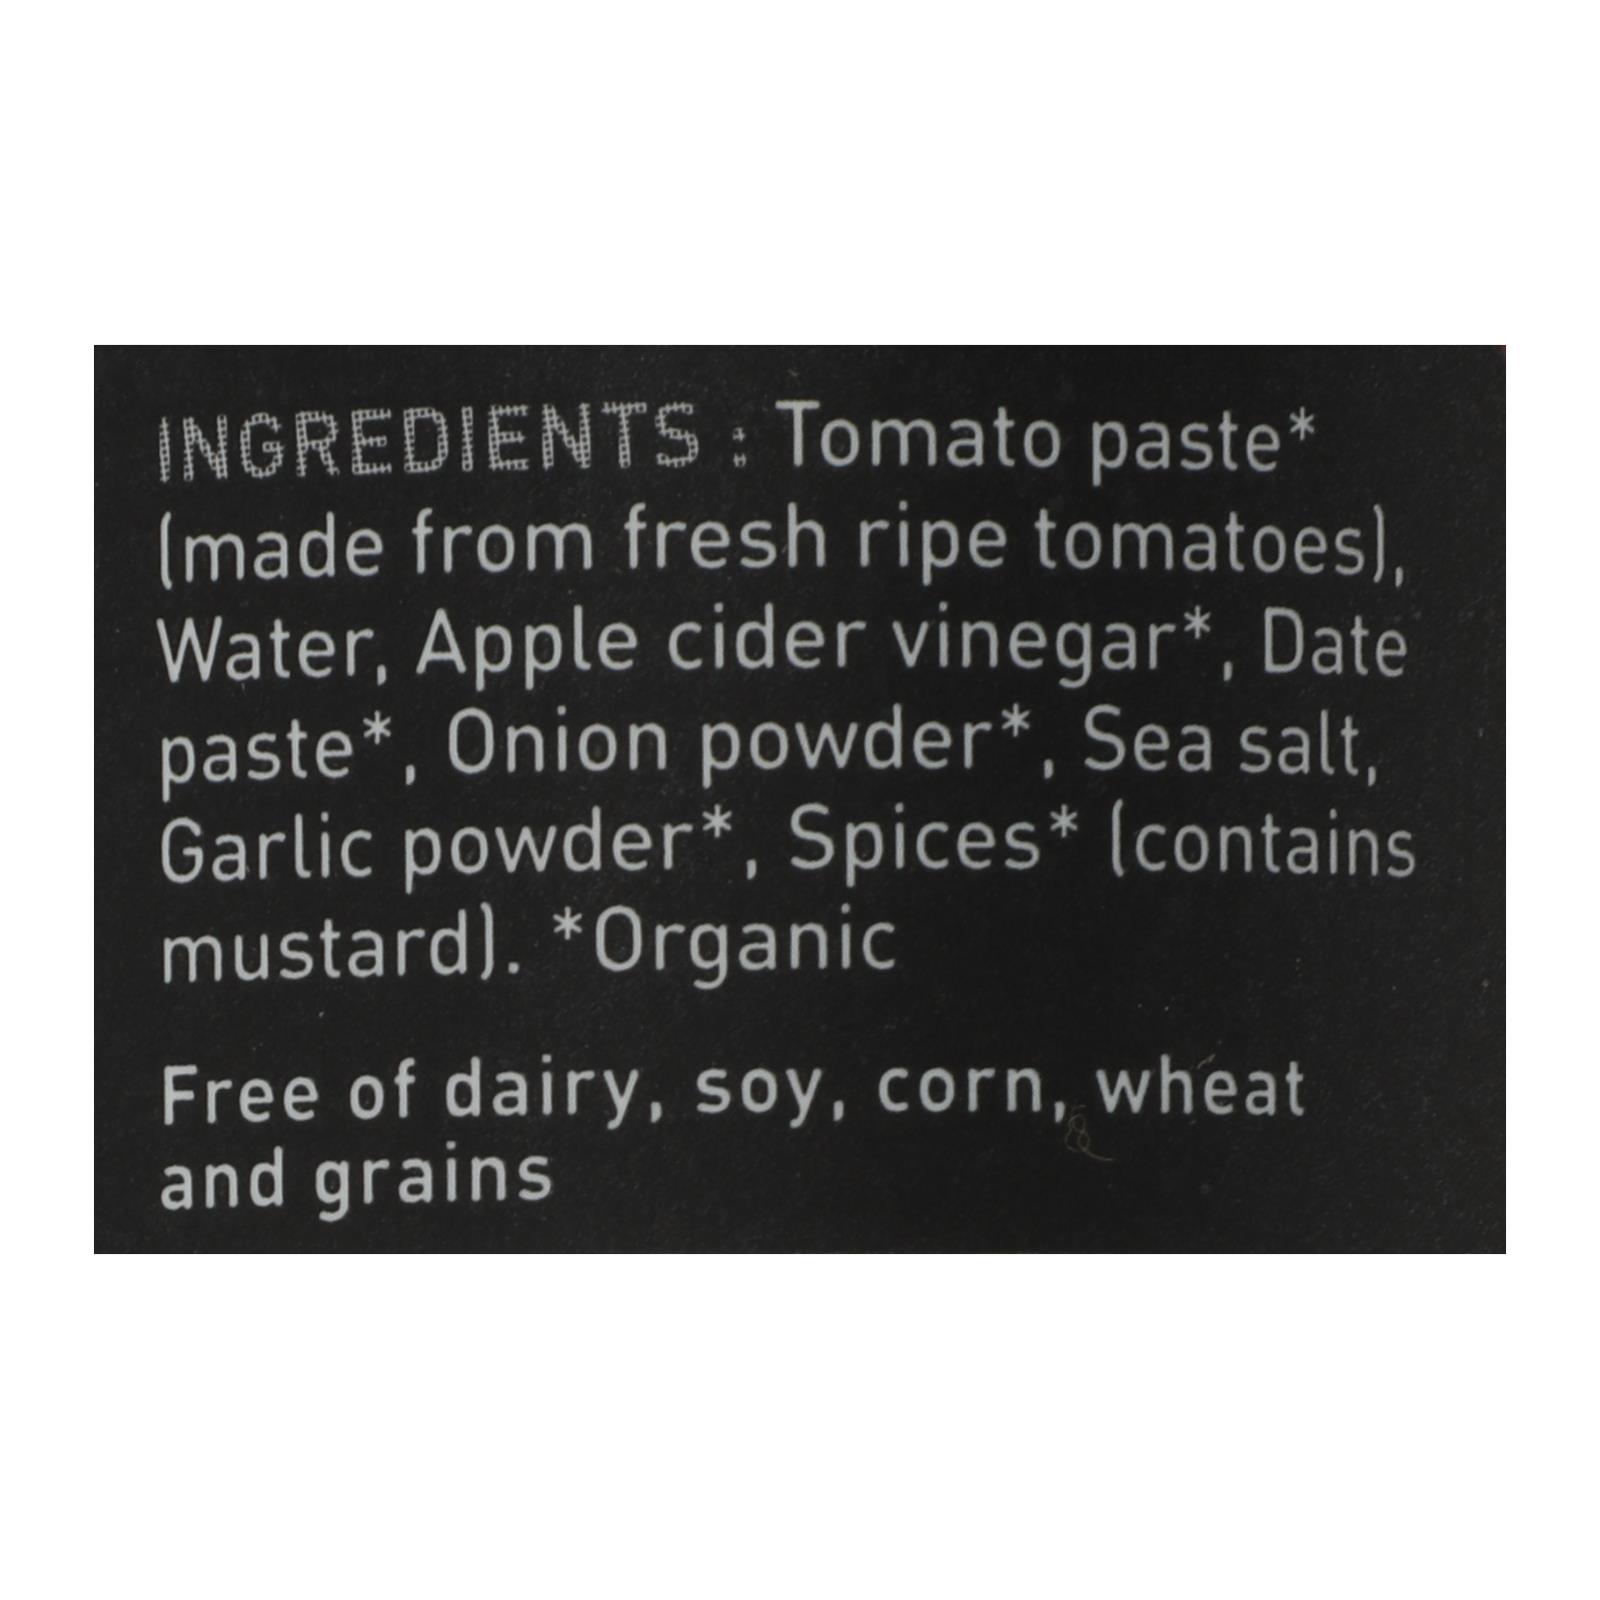 INGREDIENTS : Tomato paste*
(made from fresh ripe tomatoes),
Water, Apple cider vinegar*, Date
paste*, Onion powder*, Sea salt,
Garlic powder*, Spices* (contains
mustard). *Organic
Free of dairy, soy, corn, wheat
and grains